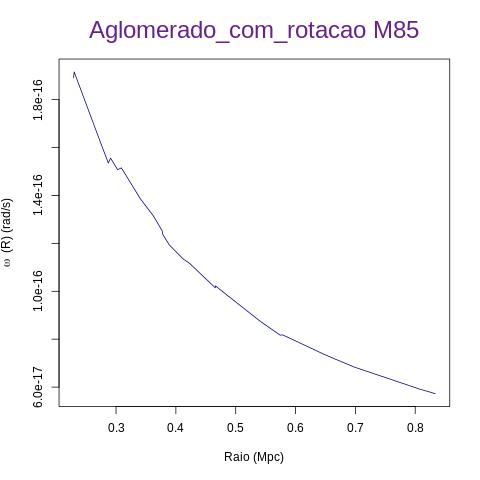 Aglomerado_com_rotacao M85
ω (R) (rad/s)
1.8e-16
1.4e-16
1.0e-16
6.0e-17
0.3 0.4 0.5 0.6 0.7 0.8
Raio (Mpc)